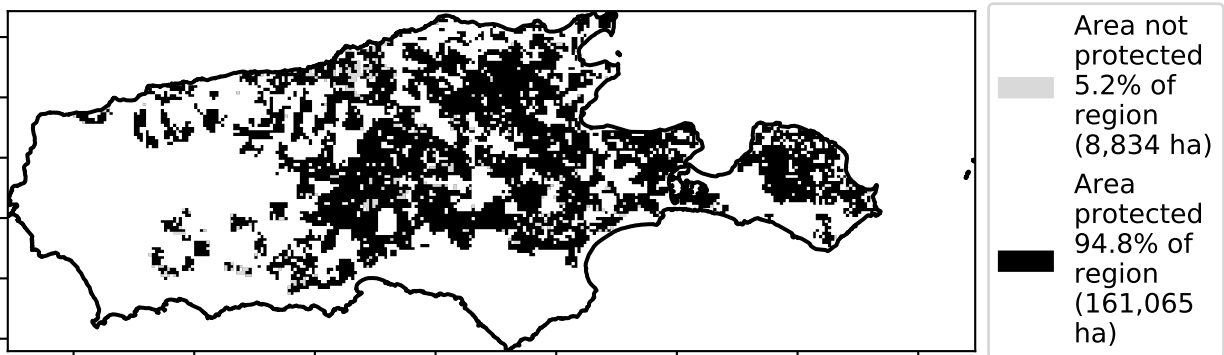 Area not
protected
5.2% of
region
(8,834 ha)
Area
protected
94.8% of
region
(161,065
ha)